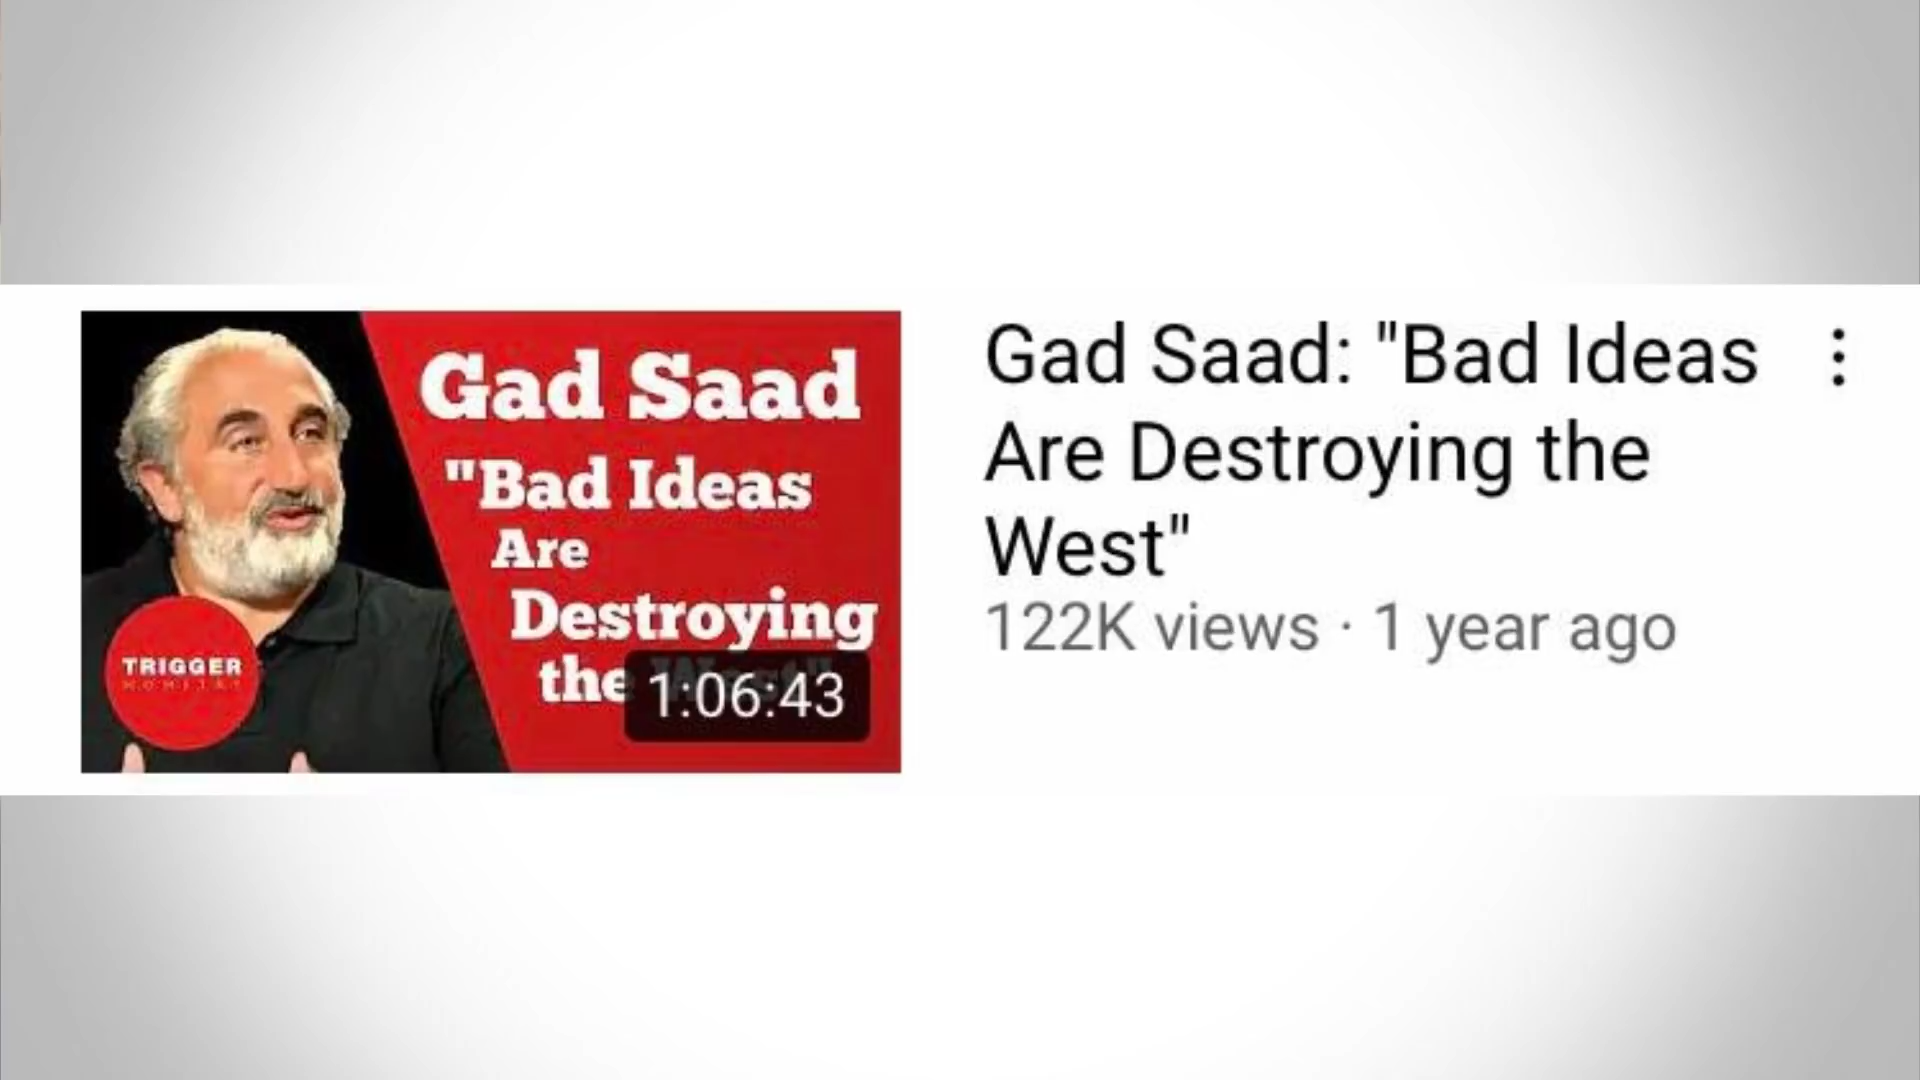 Gad Saad
"Bad Ideas
Are
Destroying
the
1:06:43
TRIGGER
Gad Saad: "Bad Ideas
Are Destroying the
West"
122K views · 1 year ago